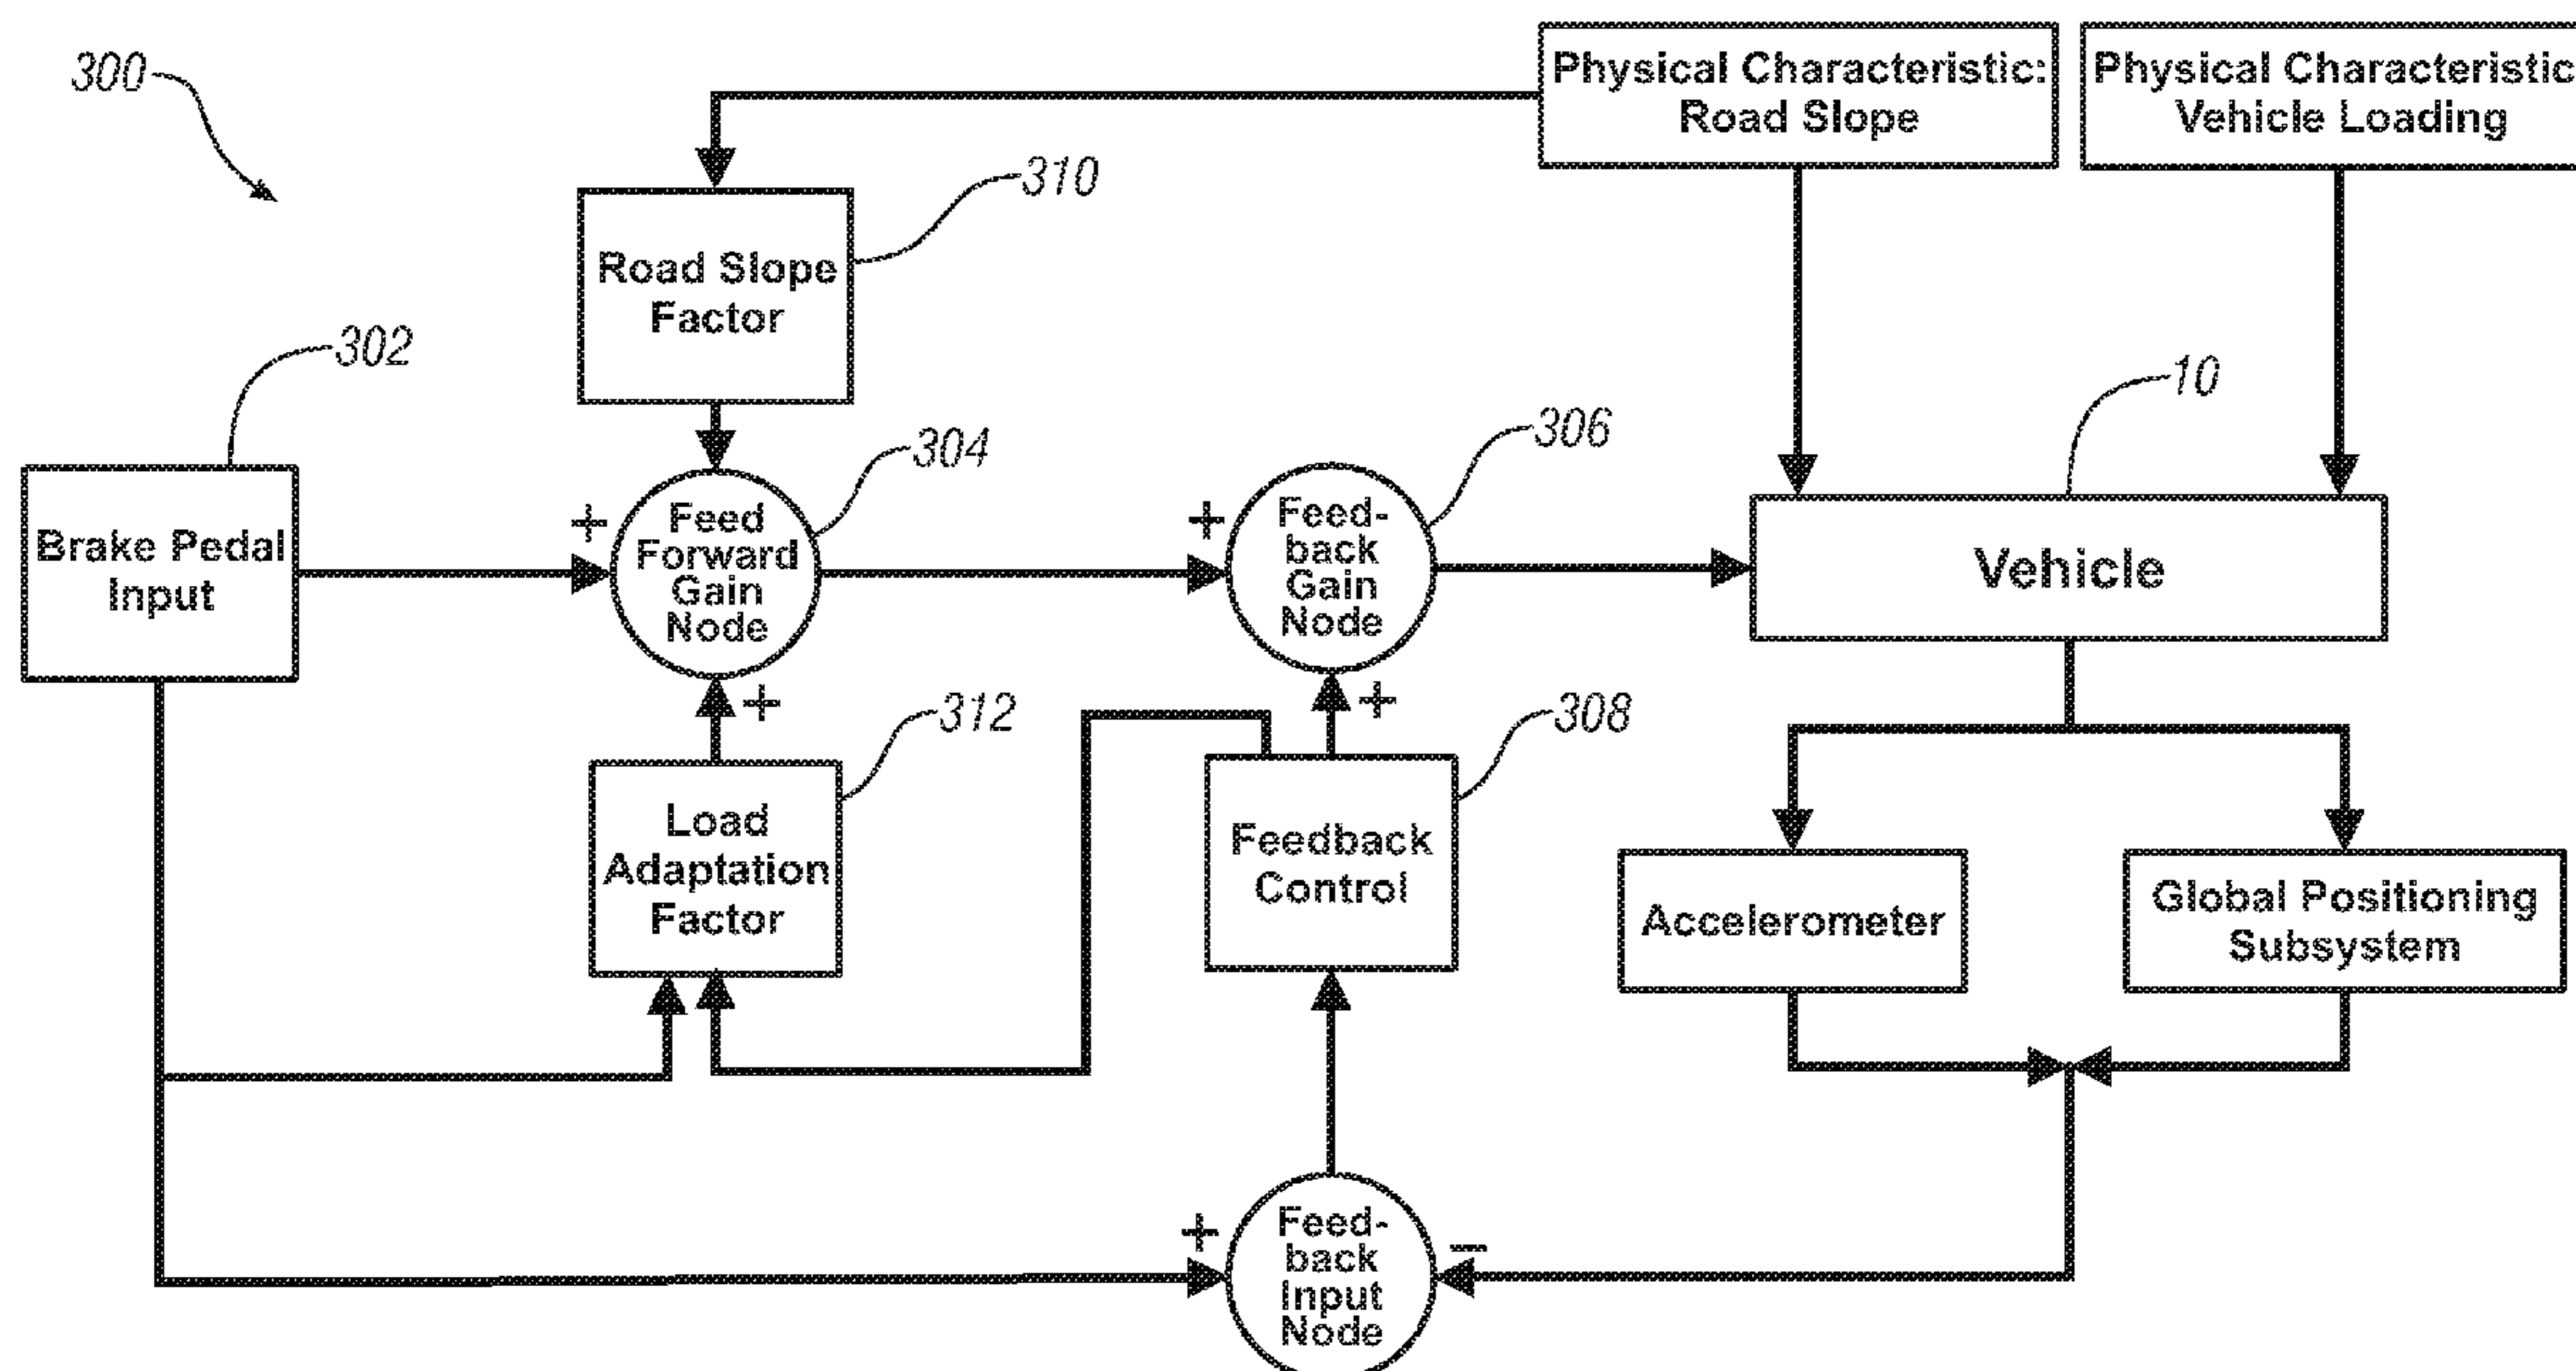 300
Physical Characteristic:
Road Slope
Physical Characteristic
Vehicle Loading
310
Road Slope
Factor
302
304
306
10
Brake Pedal
Input
+
Feed
Forward
Gain
Node
+
Feed-
back
Gain
Node
Vehicle
+
+
312
308
Load
Adaptation
Factor
Feedback
Control
Accelerometer
Global Positioning
Subsystem
+
Feed-
back
Input
Node
–